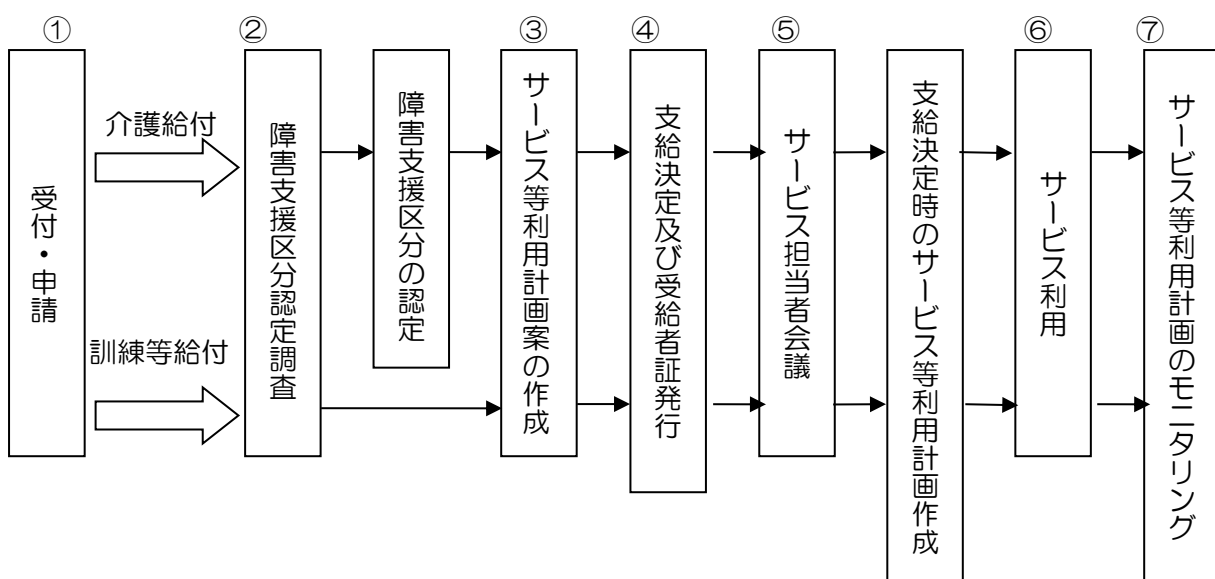 ①
受付・申請
介護給付
訓練等給付
②
障害支援区分認定調査
障害支援区分の認定
③
サービス等利用計画案の作成
④
支給決定及び受給者証発行
⑤
サービス担当者会議
支給決定時のサービス等利用計画作成
⑥
サービス利用
⑦
サービス等利用計画のモニタリング